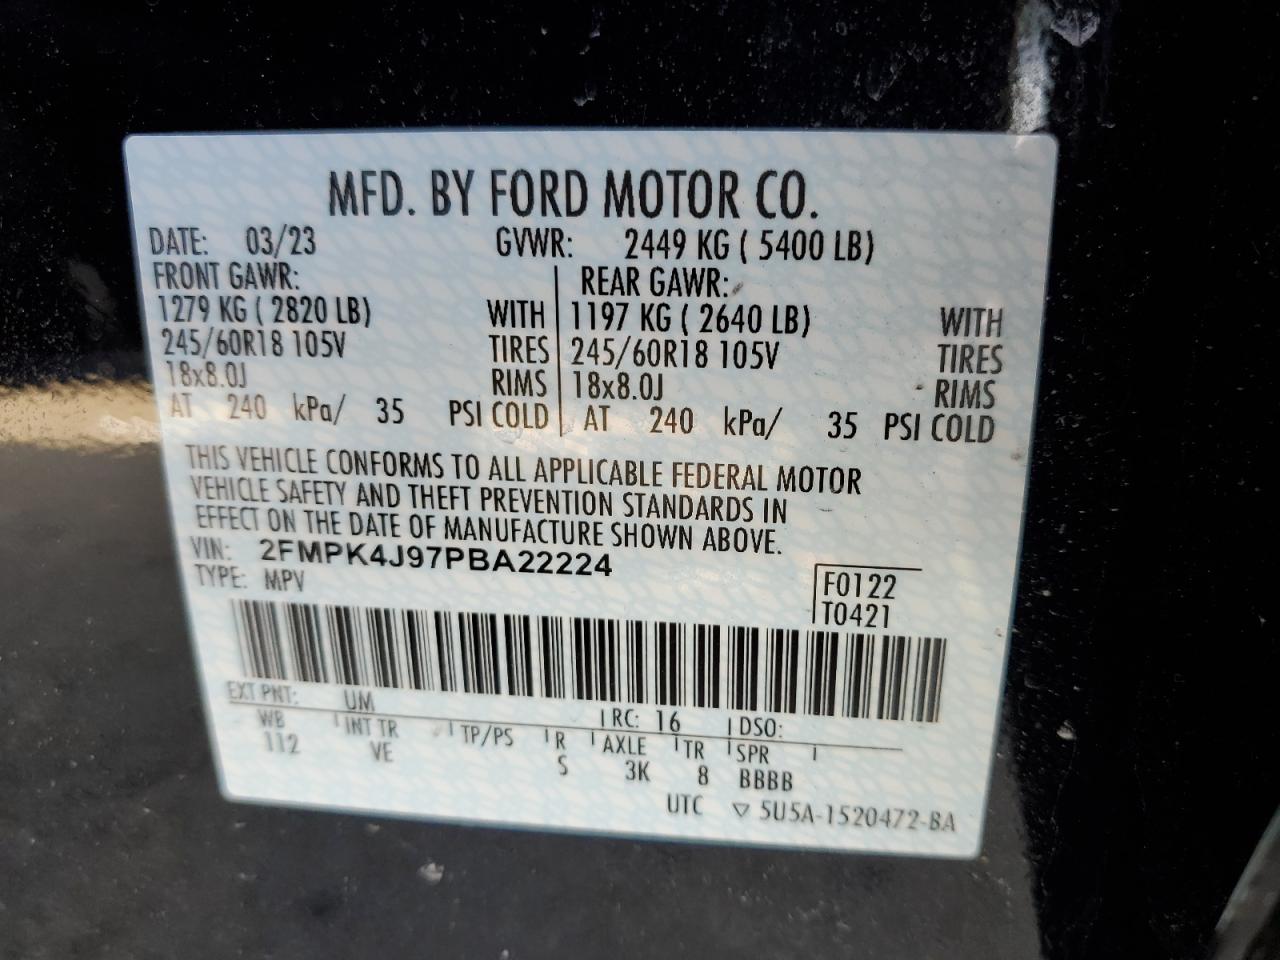 MFD. BY FORD MOTOR CO.
DATE: 03/23 GVWR: 2449 KG ( 5400 LB)
FRONT GAWR: REAR GAWR:
1279 KG ( 2820 LB) WITH 1197 KG ( 2640 LB) WITH
245/60R18 105V TIRES 245/60R18 105V TIRES
18x8.0J RIMS 18x8.0J RIMS
AT 240 kPa/ 35 PSI COLD AT 240 kPa/ 35 PSI COLD
THIS VEHICLE CONFORMS TO ALL APPLICABLE FEDERAL MOTOR
VEHICLE SAFETY AND THEFT PREVENTION STANDARDS IN
EFFECT ON THE DATE OF MANUFACTURE SHOWN ABOVE.
VIN: 2FMPK4J97PBA22224
TYPE: MPV
F0122
T0421
EXT PNT: UM RC: 16 DSO:
WB INT TR TP/PS R AXLE TR SPR
112 VE S 3K 8 BBBB
UTC ▽ 5U5A-1520472-BA